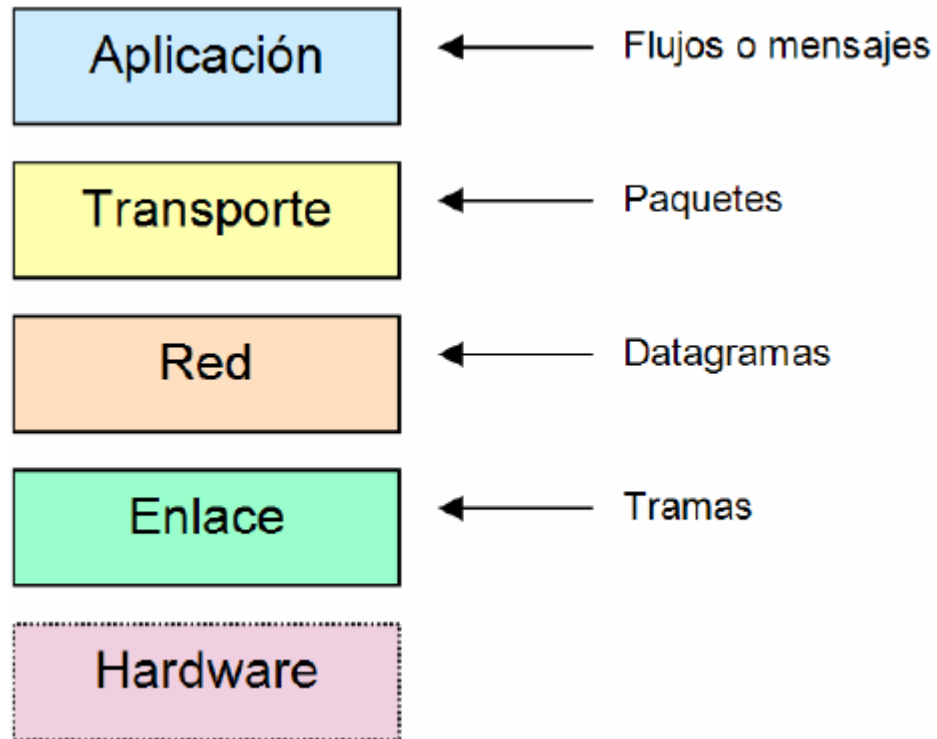 Aplicación
Flujos o mensajes
Transporte
Paquetes
Red
Datagramas
Enlace
Tramas
Hardware